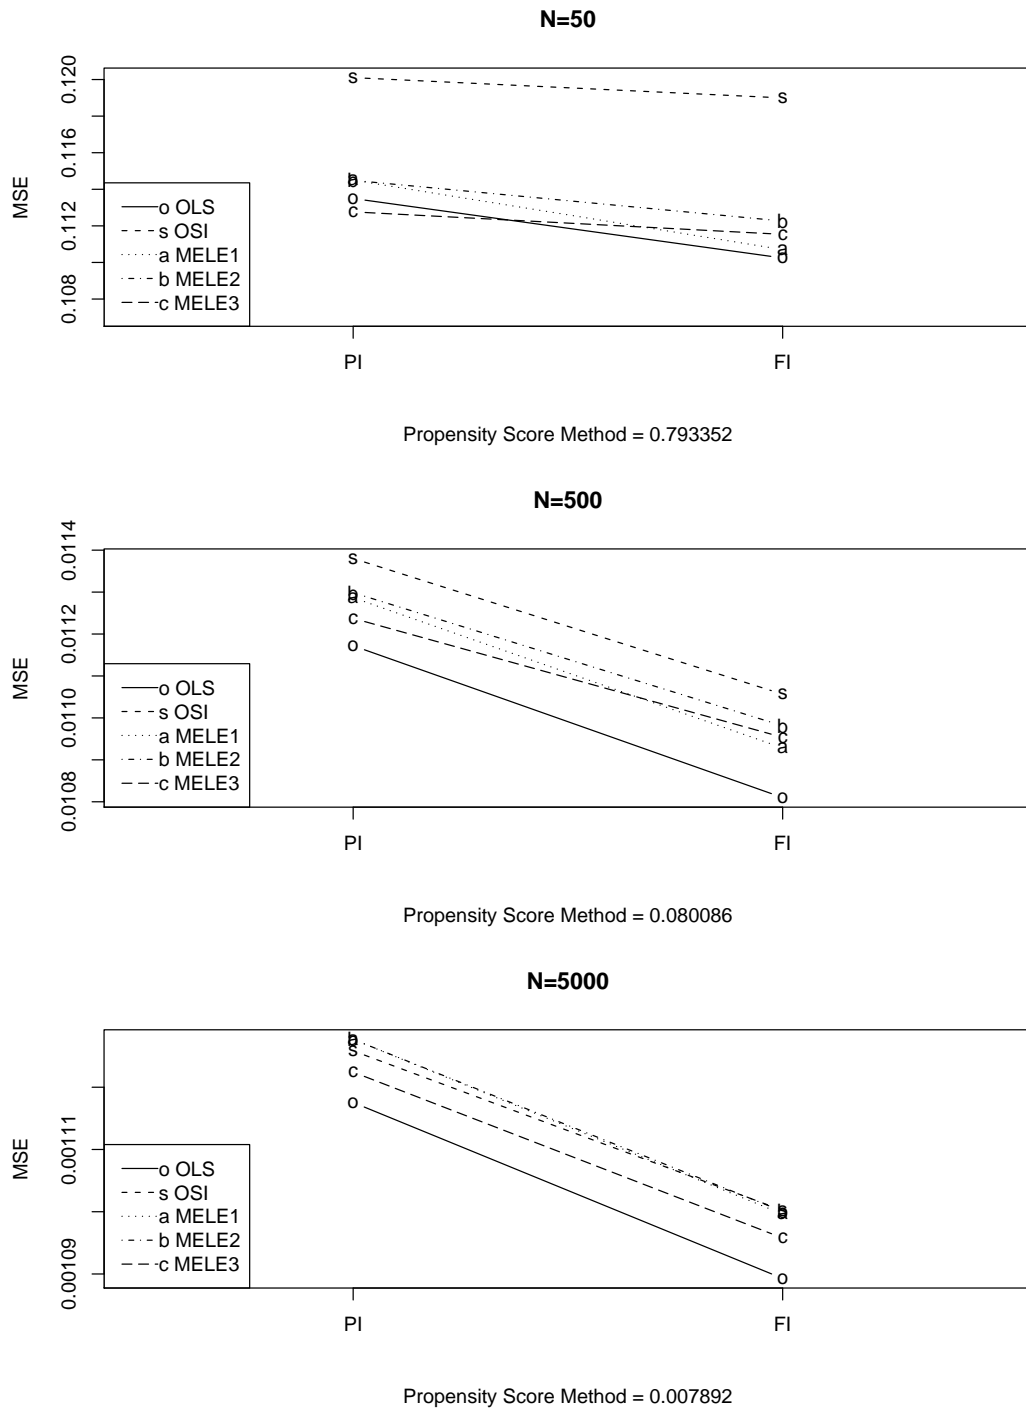 N=50
MSE
0.120
0.116
0.112
0.108
s
s
a
b
o
c
b
c
a
o
o OLS
s OSI
a MELE1
b MELE2
c MELE3
PI
FI
Propensity Score Method = 0.793352
N=500
MSE
0.0114
0.0112
0.0110
0.0108
s
b
a
c
o
s
b
c
a
o
o OLS
s OSI
a MELE1
b MELE2
c MELE3
PI
FI
Propensity Score Method = 0.080086
N=5000
MSE
0.00111
0.00109
b
a
s
c
o
s
b
a
c
o
o OLS
s OSI
a MELE1
b MELE2
c MELE3
PI
FI
Propensity Score Method = 0.007892